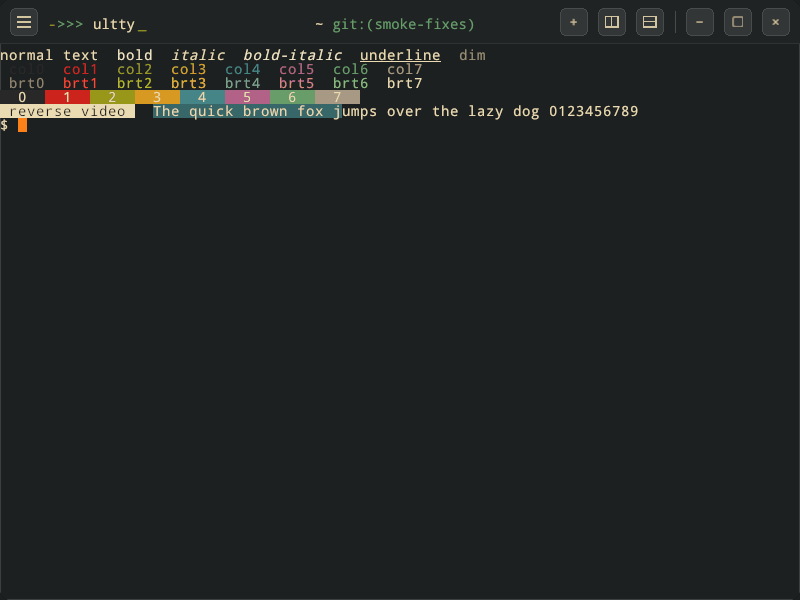 ->>> ultty_ ~ git:(smoke-fixes)
normal text bold italic bold-italic underline dim
col0 col1 col2 col3 col4 col5 col6 col7
brt0 brt1 brt2 brt3 brt4 brt5 brt6 brt7
0 1 2 3 4 5 6 7
reverse video The quick brown fox jumps over the lazy dog 0123456789
$